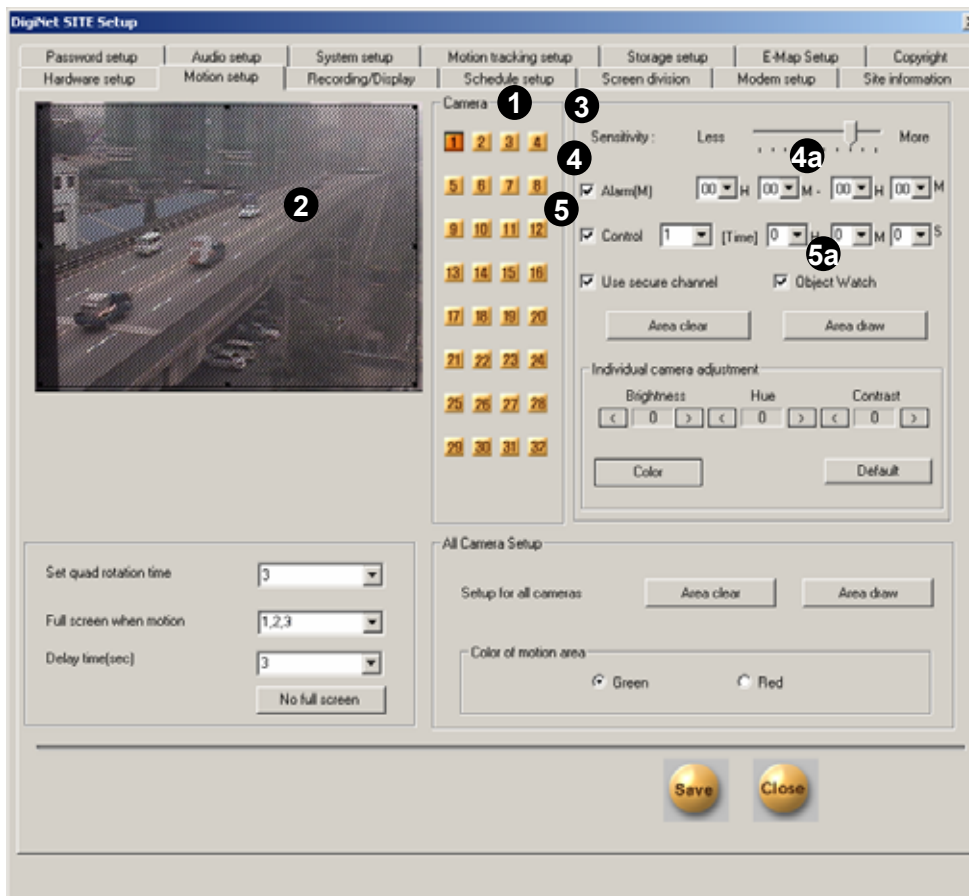 DigiNet SITE Setup
Password setup Audio setup System setup Motion tracking setup Storage setup E-Map Setup Copyright
Hardware setup Motion setup Recording/Display Schedule setup Screen division Modem setup Site information
Camera 1 3
1 2 3 4
Sensitivity : Less More
4 4a
5 6 7 8
Alarm(M) 00 H 00 M - 00 H 00 M
2 5
9 10 11 12
Control 1 [Time] 0 H 0 M 0 S
5a
13 14 15 16
Use secure channel Object Watch
17 18 19 20
Area clear Area draw
21 22 23 24
Individual camera adjustment
Brightness Hue Contrast
25 26 27 28
< 0 > < 0 > < 0 >
29 30 31 32
Color Default
All Camera Setup
Set quad rotation time 3
Setup for all cameras Area clear Area draw
Full screen when motion 1,2,3
Delay time(sec) 3
Color of motion area
Green Red
No full screen
Save Close